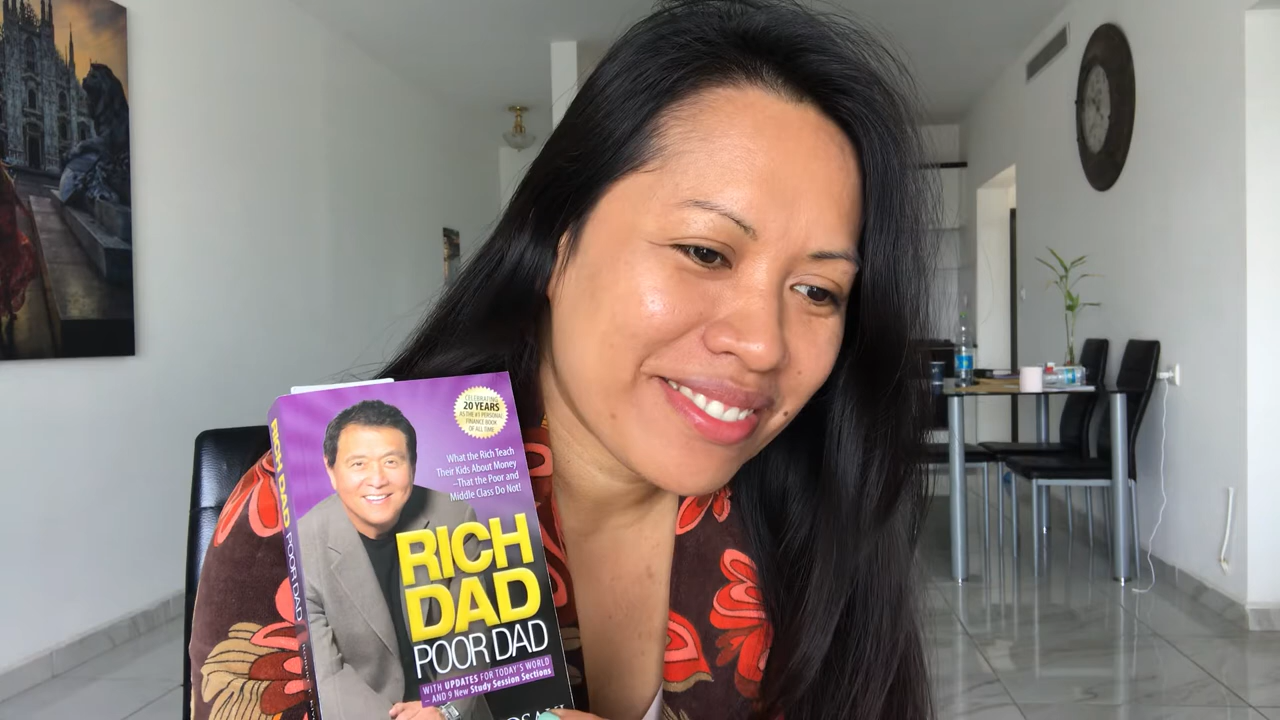 RICH DAD POOR DAD
CELEBRATING
20 YEARS
AS THE #1 PERSONAL
FINANCE BOOK
OF ALL TIME
What the Rich Teach
Their Kids About Money
–That the Poor and
Middle Class Do Not!
RICH
DAD
POOR DAD
WITH UPDATES FOR TODAY'S WORLD
— AND 9 New Study Session Sections